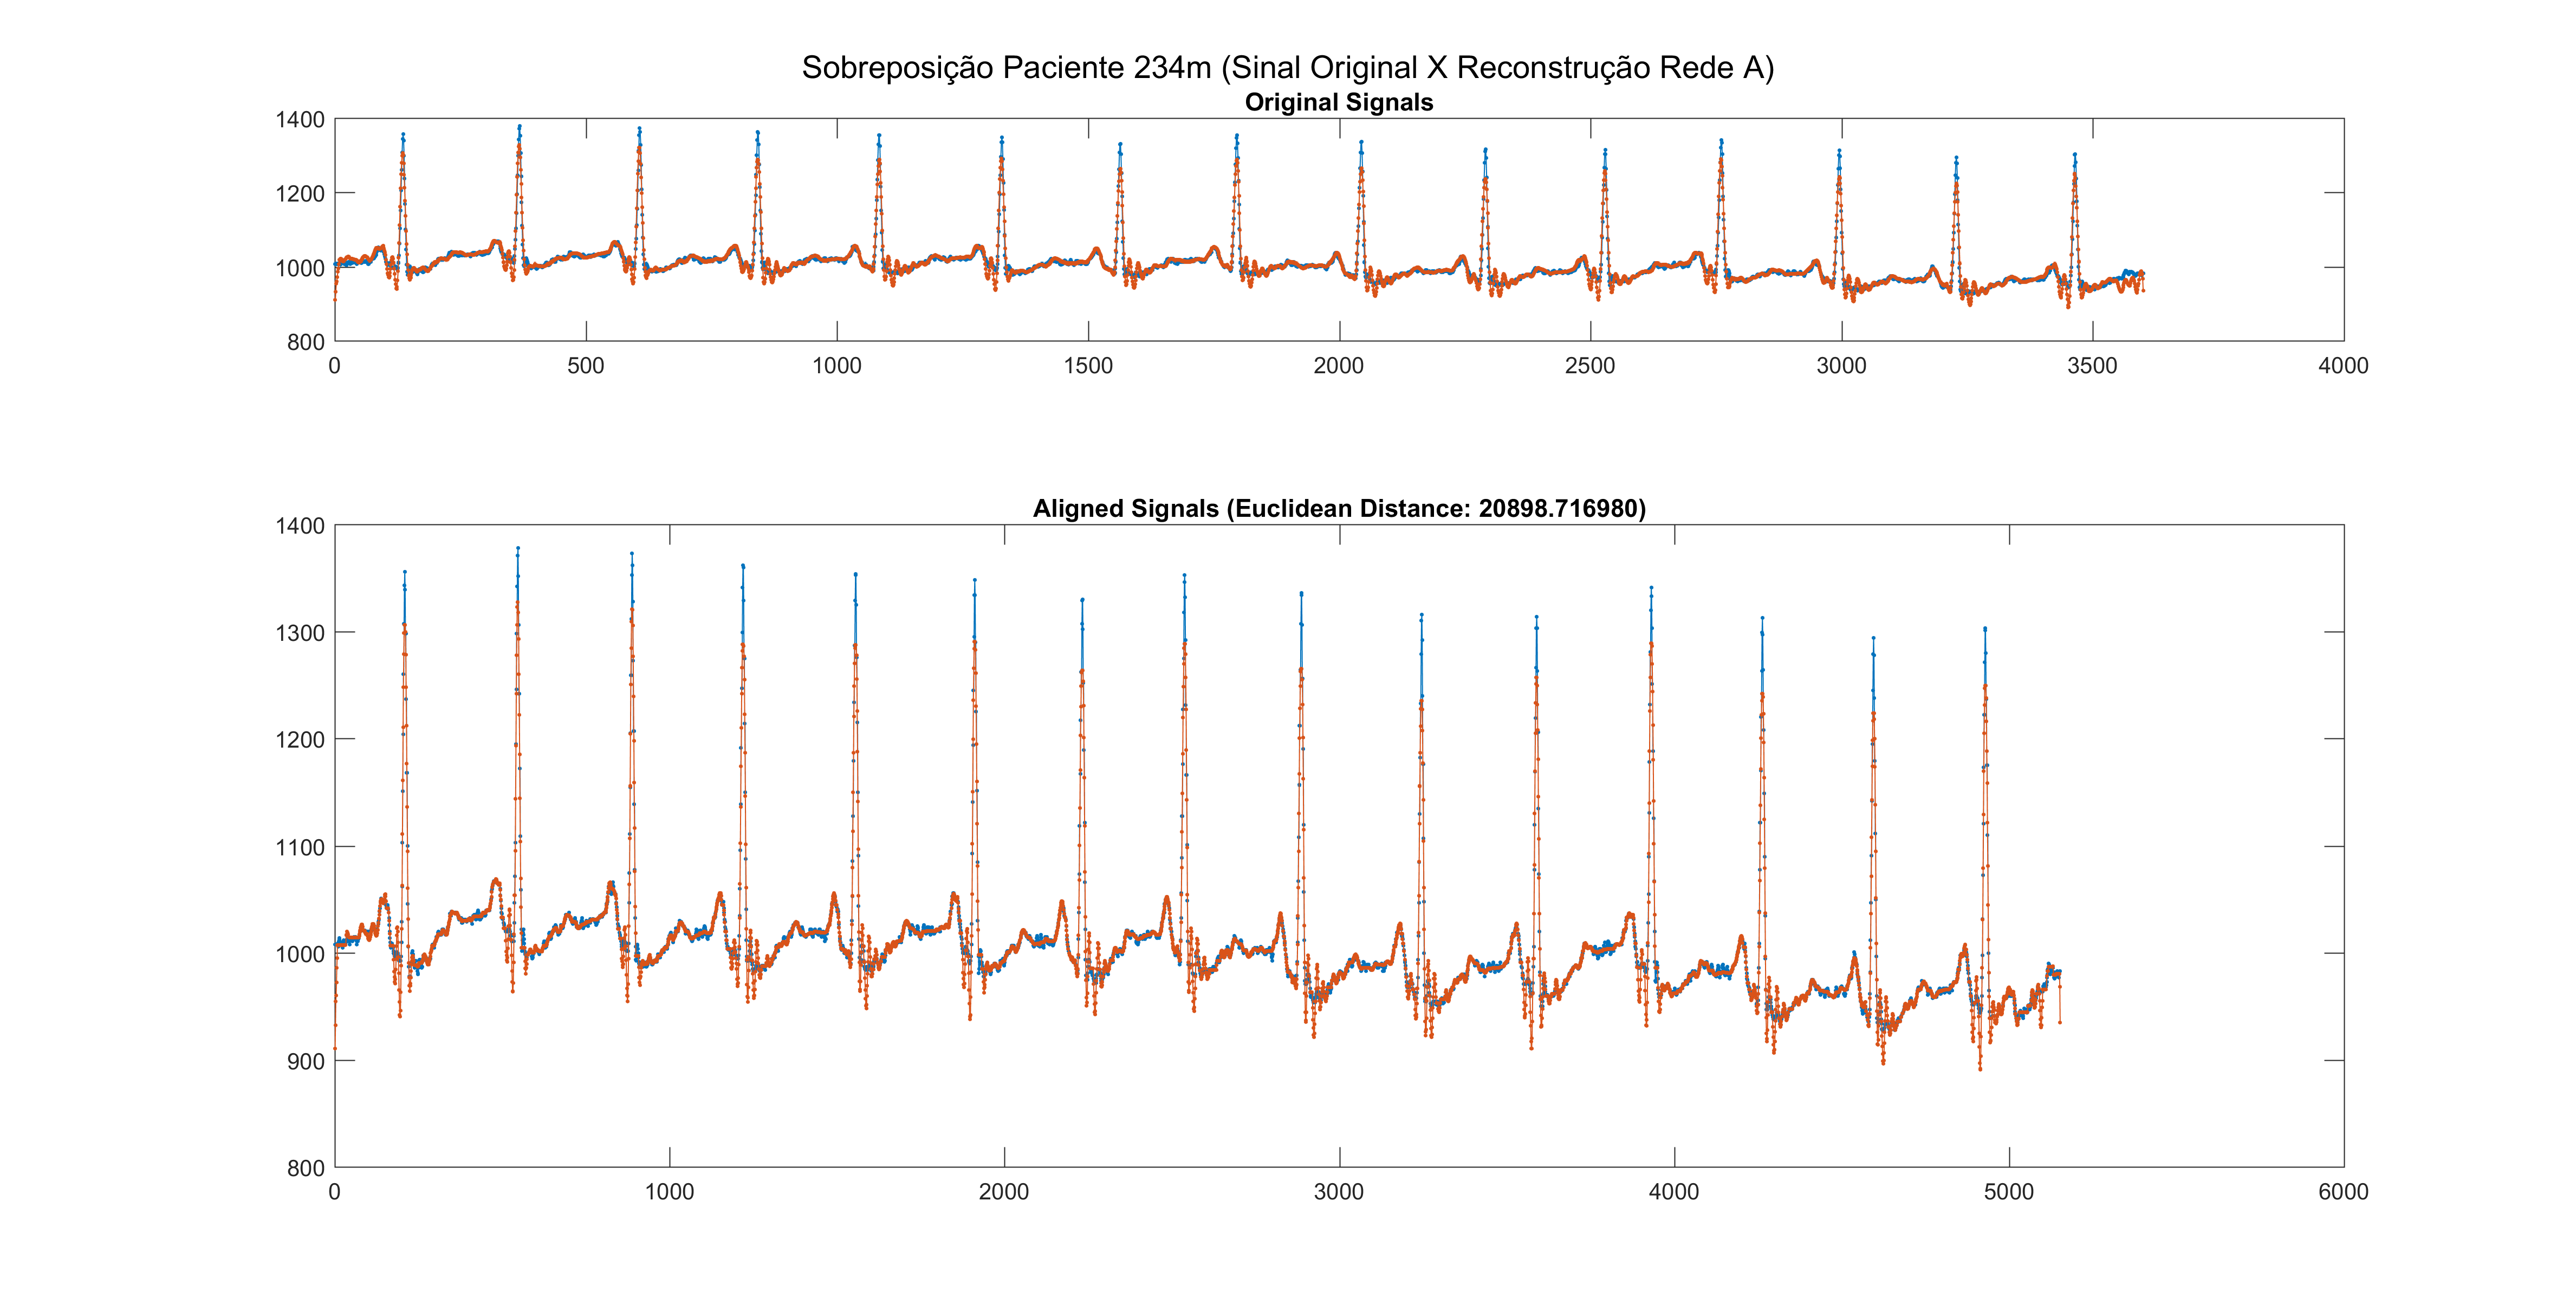 Sobreposição Paciente 234m (Sinal Original X Reconstrução Rede A)
Original Signals
1400
1200
1000
800
0 500 1000 1500 2000 2500 3000 3500 4000
Aligned Signals (Euclidean Distance: 20898.716980)
1400
1300
1200
1100
1000
900
800
0 1000 2000 3000 4000 5000 6000